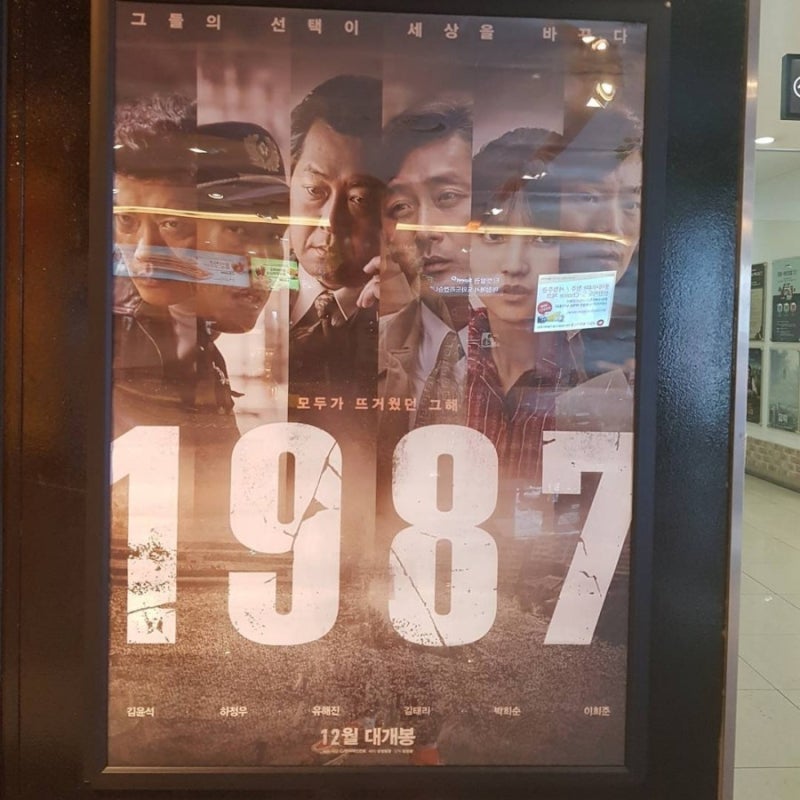 그들의 선택이 세상을 바꾸다
모두가 뜨거웠던 그해
1987
김윤석 하정우 유해진 김태리 박희순 이희준
12월 대개봉